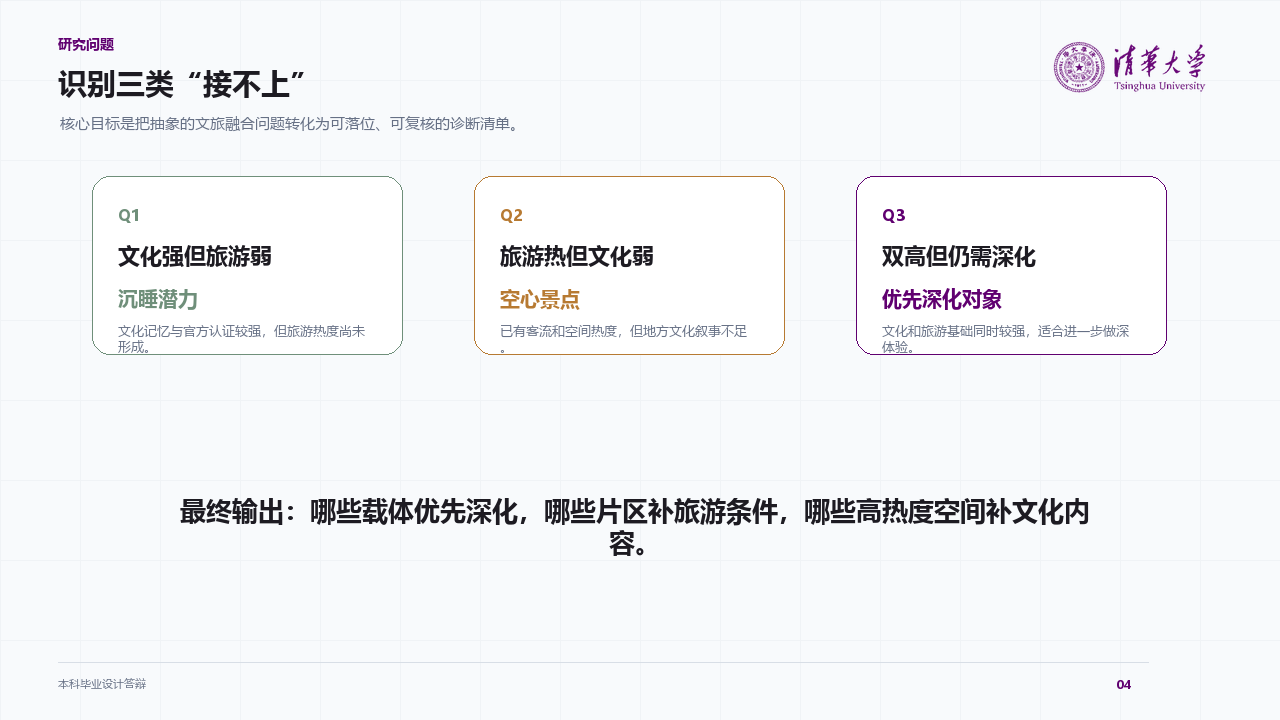 研究问题
识别三类“接不上”
清华大学
Tsinghua University
核心目标是把抽象的文旅融合问题转化为可落位、可复核的诊断清单。
Q1
文化强但旅游弱
沉睡潜力
文化记忆与官方认证较强，但旅游热度尚未
形成。
Q2
旅游热但文化弱
空心景点
已有客流和空间热度，但地方文化叙事不足
。
Q3
双高但仍需深化
优先深化对象
文化和旅游基础同时较强，适合进一步做深
体验。
最终输出：哪些载体优先深化，哪些片区补旅游条件，哪些高热度空间补文化内
容。
本科毕业设计答辩
04